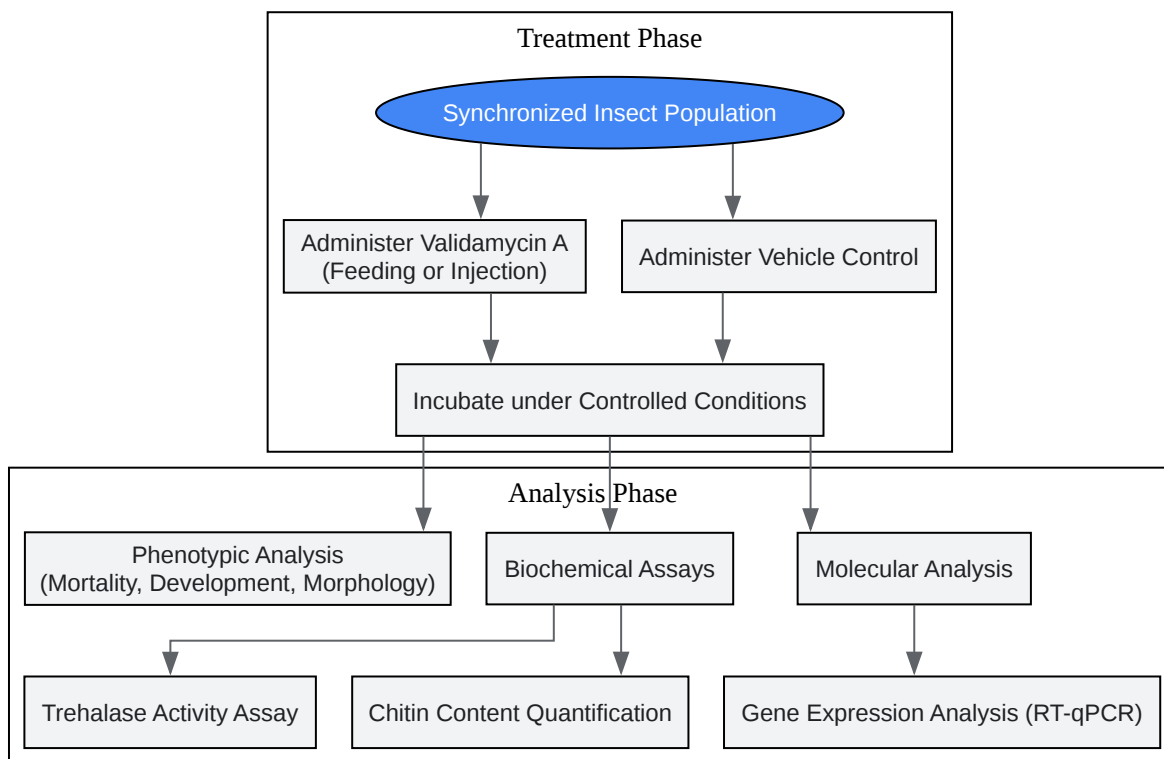 Treatment Phase
Synchronized Insect Population
Administer Validamycin A
(Feeding or Injection)
Administer Vehicle Control
Incubate under Controlled Conditions
Analysis Phase
Phenotypic Analysis
(Mortality, Development, Morphology)
Biochemical Assays
Molecular Analysis
Trehalase Activity Assay
Chitin Content Quantification
Gene Expression Analysis (RT-qPCR)